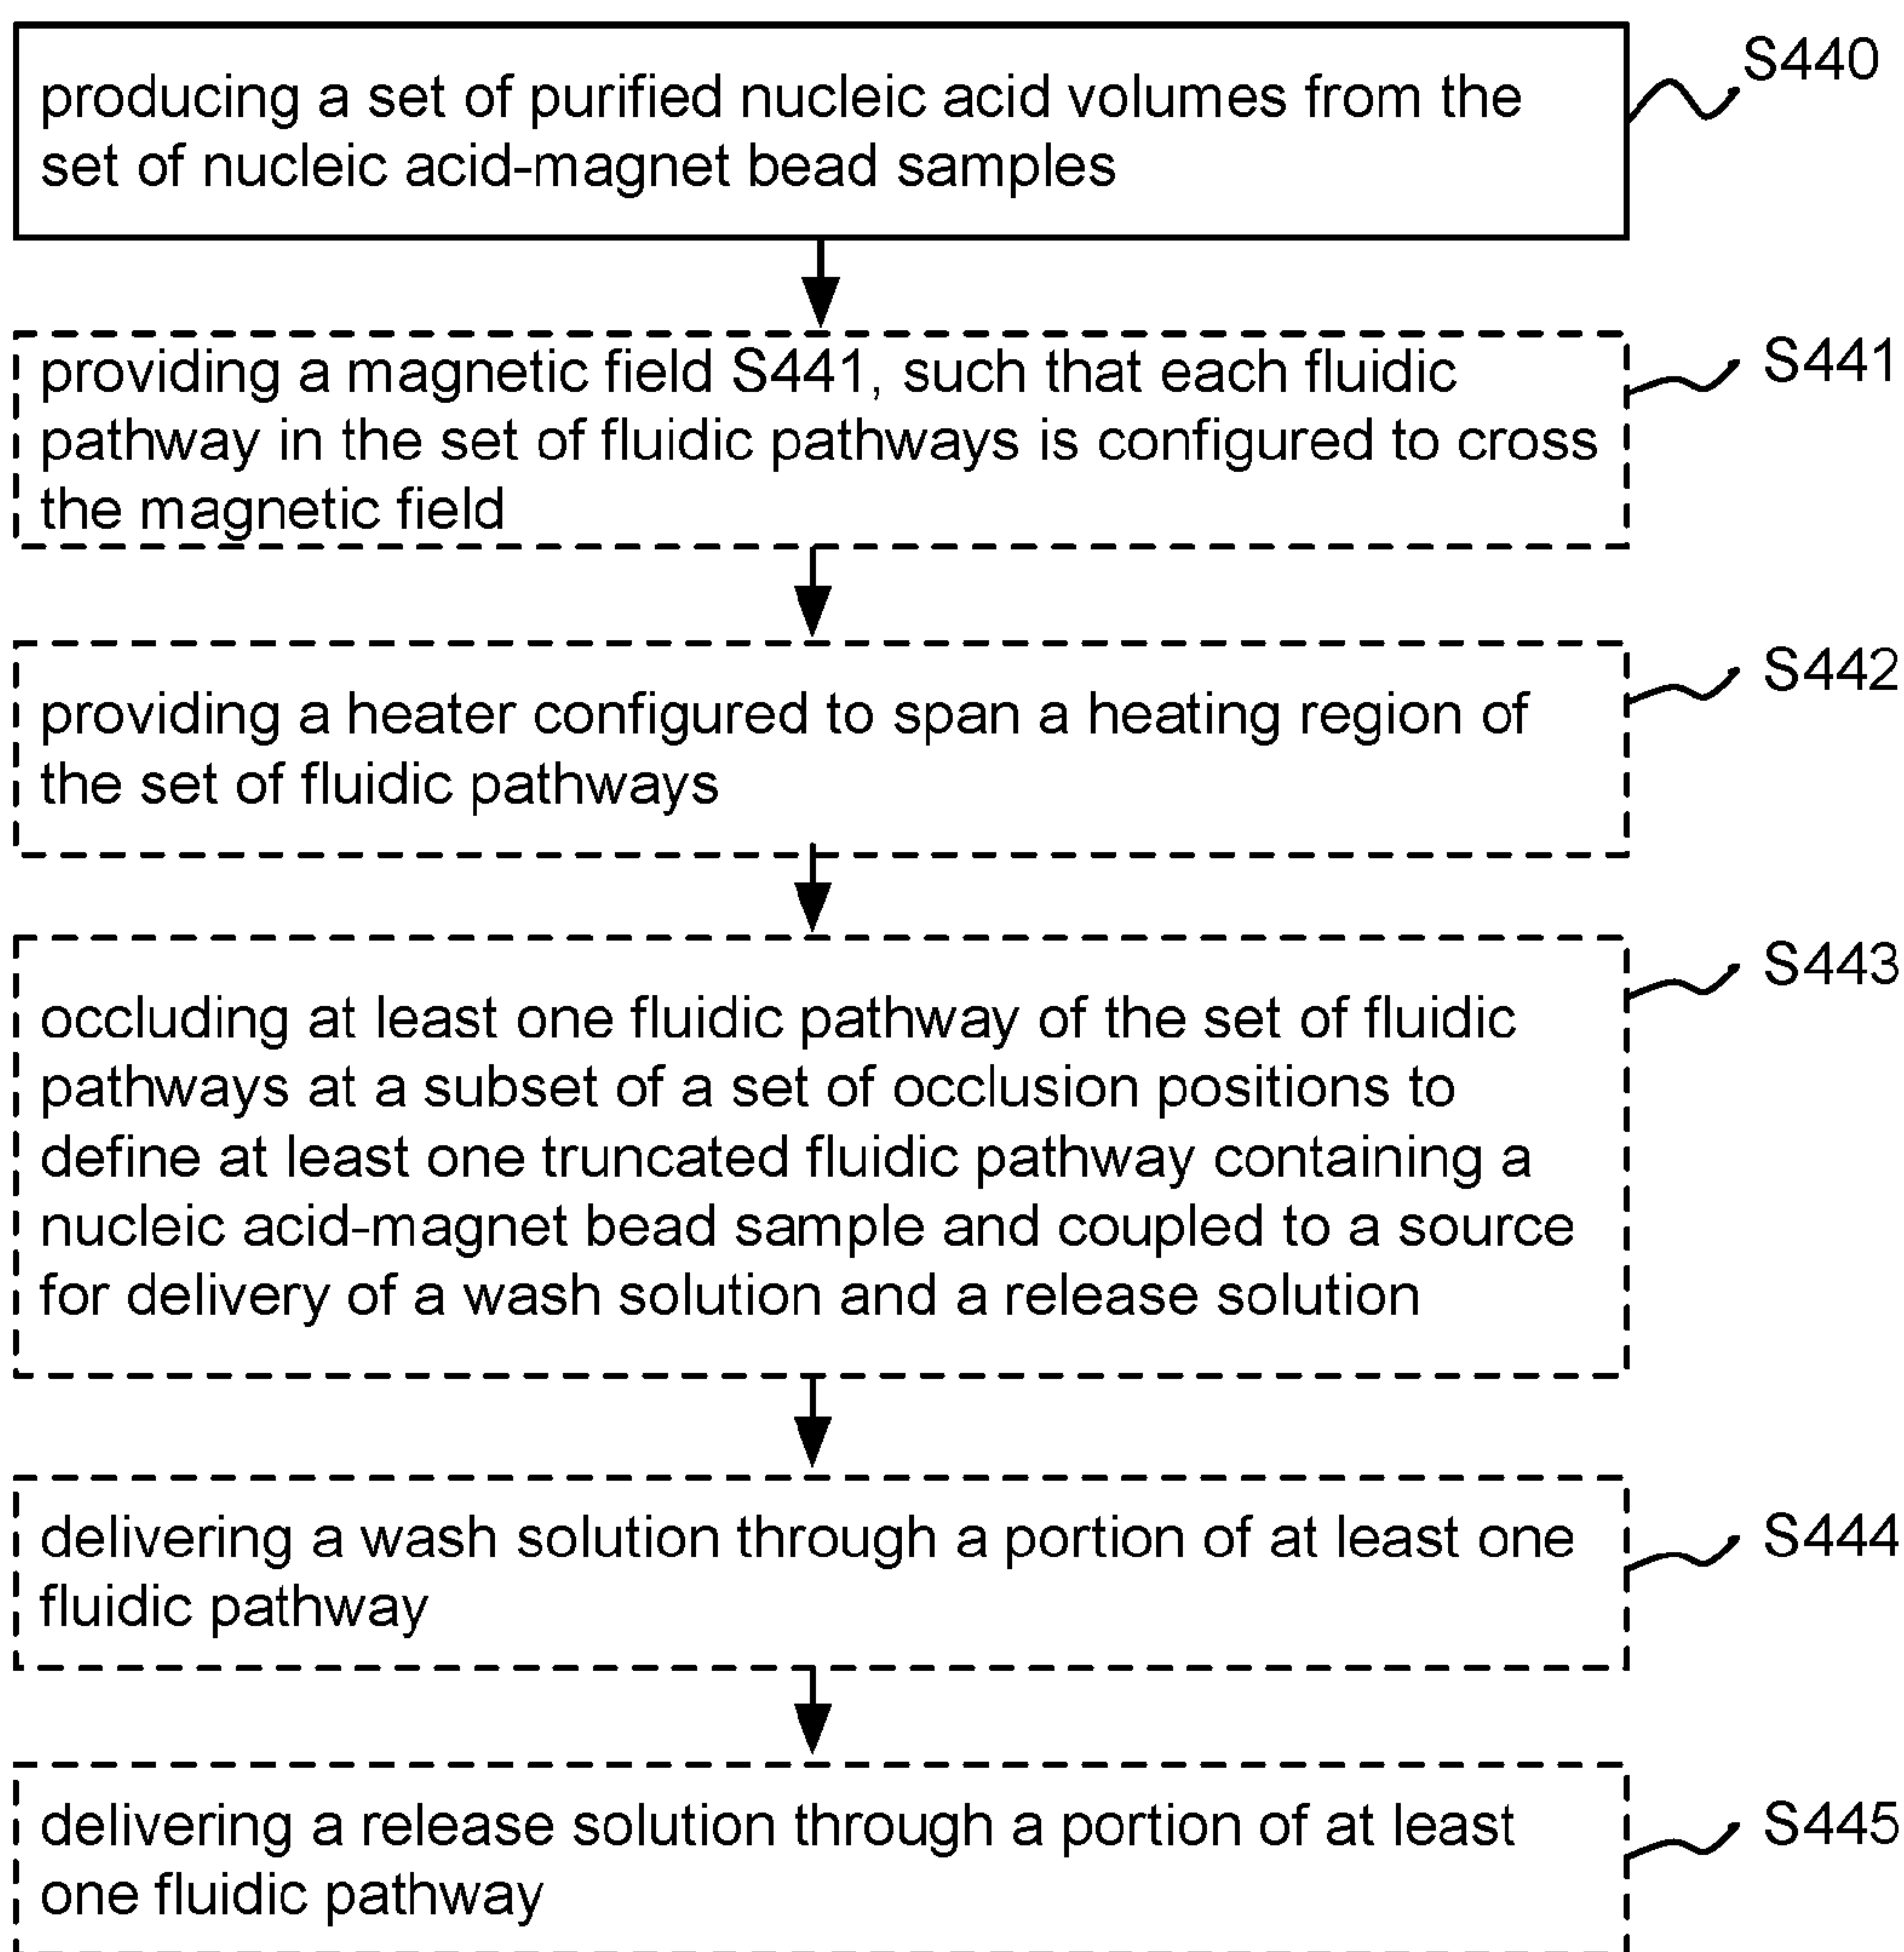 producing a set of purified nucleic acid volumes from the
set of nucleic acid-magnet bead samples
S440
providing a magnetic field S441, such that each fluidic
pathway in the set of fluidic pathways is configured to cross
the magnetic field
S441
providing a heater configured to span a heating region of
the set of fluidic pathways
S442
occluding at least one fluidic pathway of the set of fluidic
pathways at a subset of a set of occlusion positions to
define at least one truncated fluidic pathway containing a
nucleic acid-magnet bead sample and coupled to a source
for delivery of a wash solution and a release solution
S443
delivering a wash solution through a portion of at least one
fluidic pathway
S444
delivering a release solution through a portion of at least
one fluidic pathway
S445